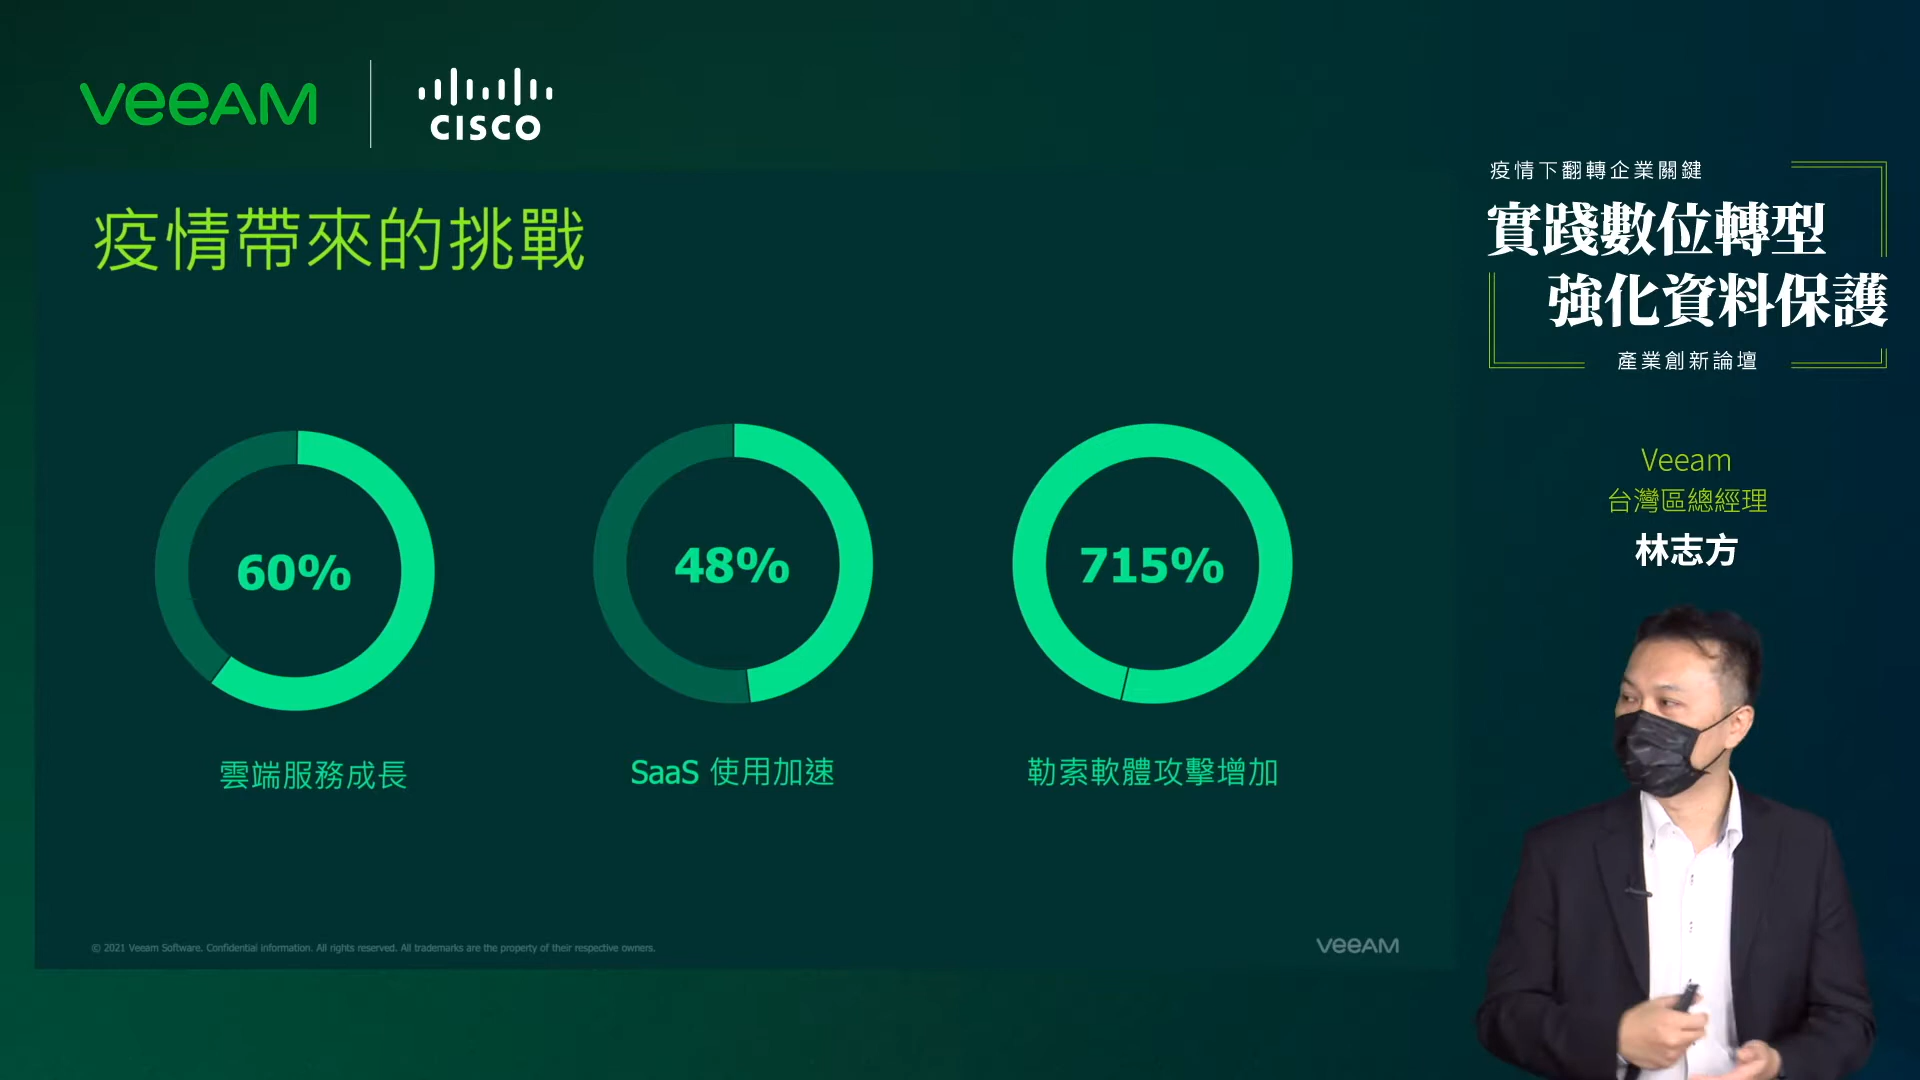 VEEAM
CISCO
疫情帶來的挑戰
60%
48%
715%
雲端服務成長
SaaS 使用加速
勒索軟體攻擊增加
© 2021 Veeam Software. Confidential information. All rights reserved. All trademarks are the property of their respective owners.
VEEAM
疫情下翻轉企業關鍵
實踐數位轉型
強化資料保護
產業創新論壇
Veeam
台灣區總經理
林志方